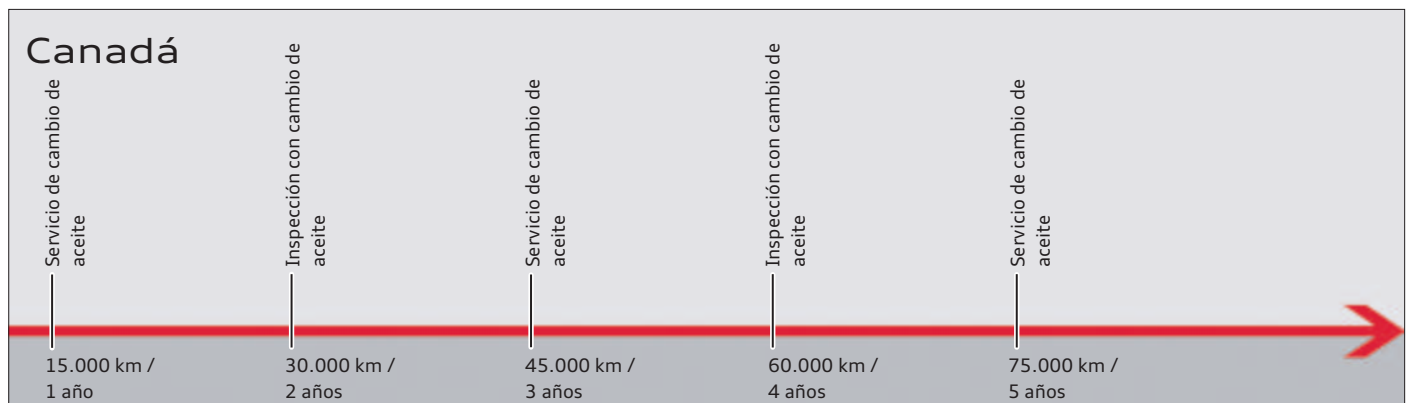 Canadá
Servicio de cambio de
aceite
Inspección con cambio de
aceite
Servicio de cambio de
aceite
Inspección con cambio de
aceite
Servicio de cambio de
aceite
15.000 km /
1 año
30.000 km /
2 años
45.000 km /
3 años
60.000 km /
4 años
75.000 km /
5 años